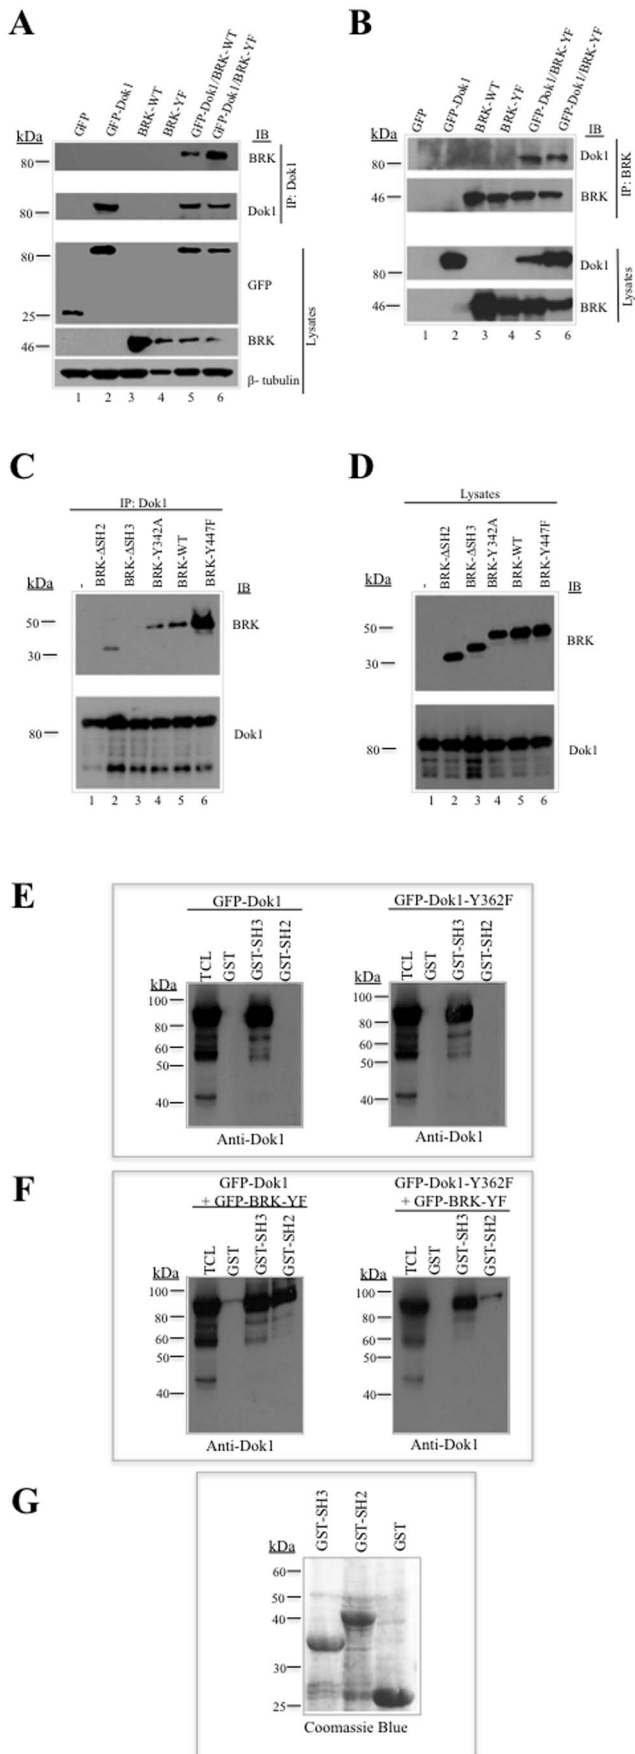 A
GFP
GFP-Dok1
BRK-WT
BRK-YF
GFP-Dok1/BRK-WT
GFP-Dok1/BRK-YF
kDa
IB
80
BRK
80
Dok1
IP: Dok1
80
GFP
25
46
BRK
β- tubulin
Lysates
1 2 3 4 5 6
B
GFP
GFP-Dok1
BRK-WT
BRK-YF
GFP-Dok1/BRK-YF
GFP-Dok1/BRK-YF
kDa
IB
80
Dok1
46
BRK
IP: BRK
80
Dok1
46
BRK
Lysates
1 2 3 4 5 6
C
IP: Dok1
-
BRK-ΔSH2
BRK-ΔSH3
BRK-Y342A
BRK-WT
BRK-Y447F
kDa
IB
50
30
BRK
80
Dok1
1 2 3 4 5 6
D
Lysates
-
BRK-ΔSH2
BRK-ΔSH3
BRK-Y342A
BRK-WT
BRK-Y447F
kDa
IB
50
30
BRK
80
Dok1
1 2 3 4 5 6
E
GFP-Dok1
TCL
GST
GST-SH3
GST-SH2
kDa
100
80
60
50
40
Anti-Dok1
GFP-Dok1-Y362F
TCL
GST
GST-SH3
GST-SH2
kDa
100
80
60
50
40
Anti-Dok1
F
GFP-Dok1
+ GFP-BRK-YF
TCL
GST
GST-SH3
GST-SH2
kDa
100
80
60
50
40
Anti-Dok1
GFP-Dok1-Y362F
+ GFP-BRK-YF
TCL
GST
GST-SH3
GST-SH2
kDa
100
80
60
50
40
Anti-Dok1
G
GST-SH3
GST-SH2
GST
kDa
60
50
40
30
25
Coomassie Blue